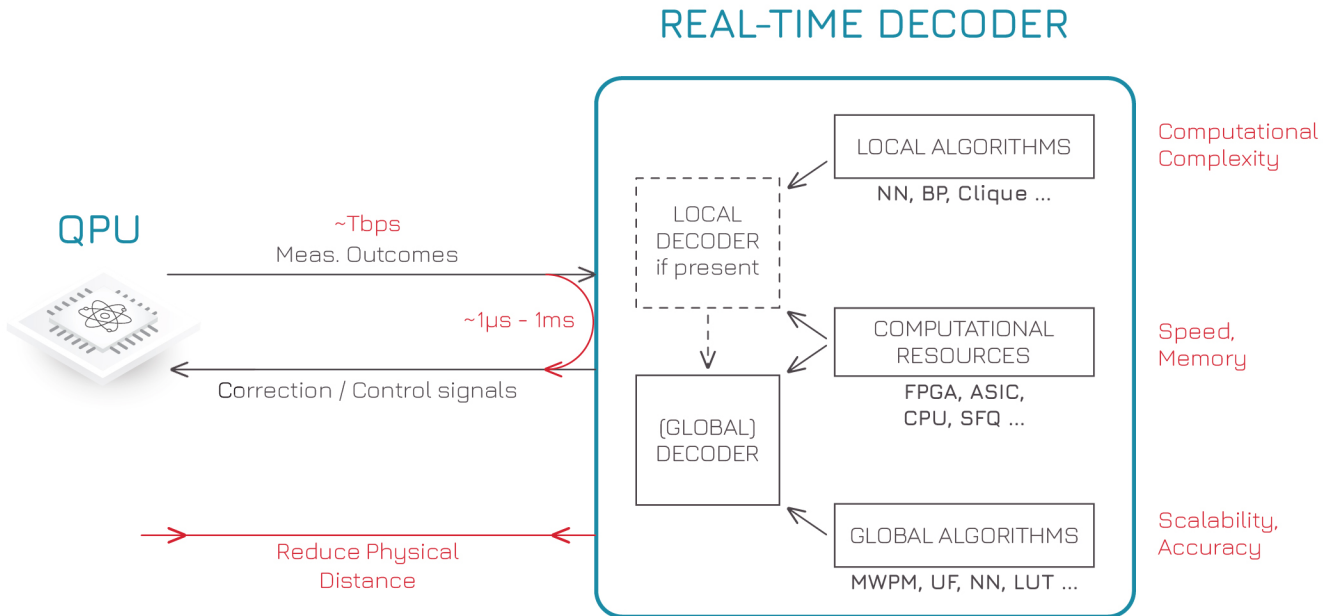 REAL-TIME DECODER
QPU
~Tbps
Meas. Outcomes
~1µs - 1ms
Correction / Control signals
Reduce Physical
Distance
LOCAL
DECODER
if present
(GLOBAL)
DECODER
LOCAL ALGORITHMS
NN, BP, Clique ...
COMPUTATIONAL
RESOURCES
FPGA, ASIC,
CPU, SFQ ...
GLOBAL ALGORITHMS
MWPM, UF, NN, LUT ...
Computational
Complexity
Speed,
Memory
Scalability,
Accuracy